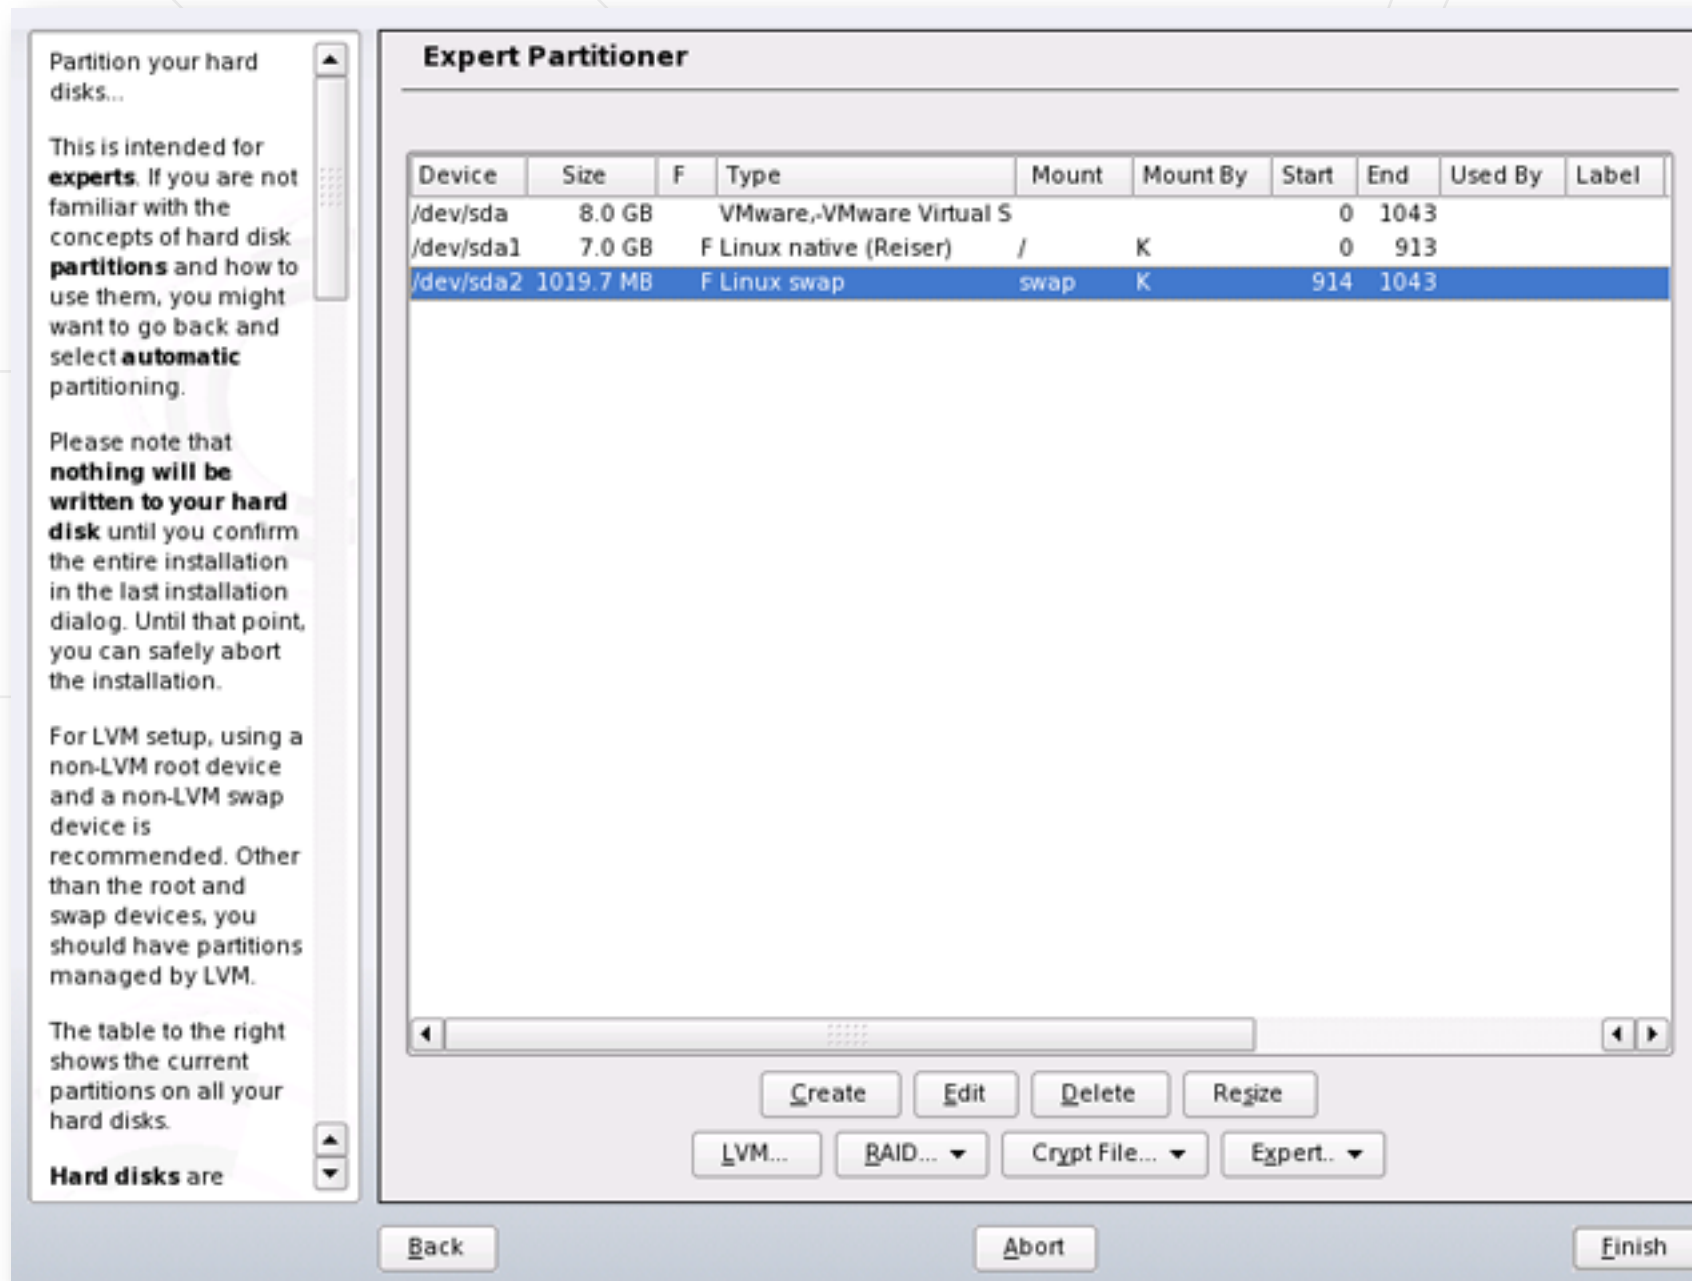 Partition your hard
disks...
This is intended for
experts. If you are not
familiar with the
concepts of hard disk
partitions and how to
use them, you might
want to go back and
select automatic
partitioning.
Please note that
nothing will be
written to your hard
disk until you confirm
the entire installation
in the last installation
dialog. Until that point,
you can safely abort
the installation.
For LVM setup, using a
non-LVM root device
and a non-LVM swap
device is
recommended. Other
than the root and
swap devices, you
should have partitions
managed by LVM.
The table to the right
shows the current
partitions on all your
hard disks.
Hard disks are
Expert Partitioner
Device Size F Type Mount Mount By Start End Used By Label
/dev/sda 8.0 GB VMware,-VMware Virtual S 0 1043
/dev/sda1 7.0 GB F Linux native (Reiser) / K 0 913
/dev/sda2 1019.7 MB F Linux swap swap K 914 1043
Create Edit Delete Resize
LVM... RAID... Crypt File... Expert..
Back Abort Finish